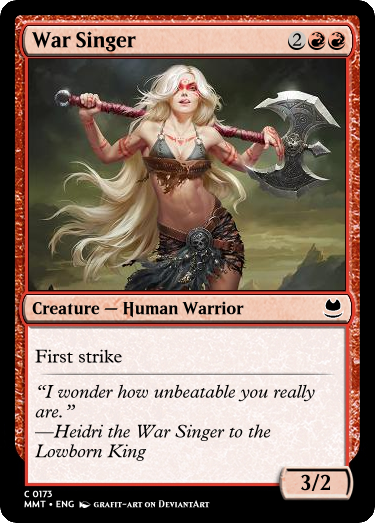 War Singer 2
Creature — Human Warrior
First strike
“I wonder how unbeatable you really
are.”
—Heidri the War Singer to the
Lowborn King
3/2
C 0173
MMT • ENG GRAFIT-ART ON DEVIANTART